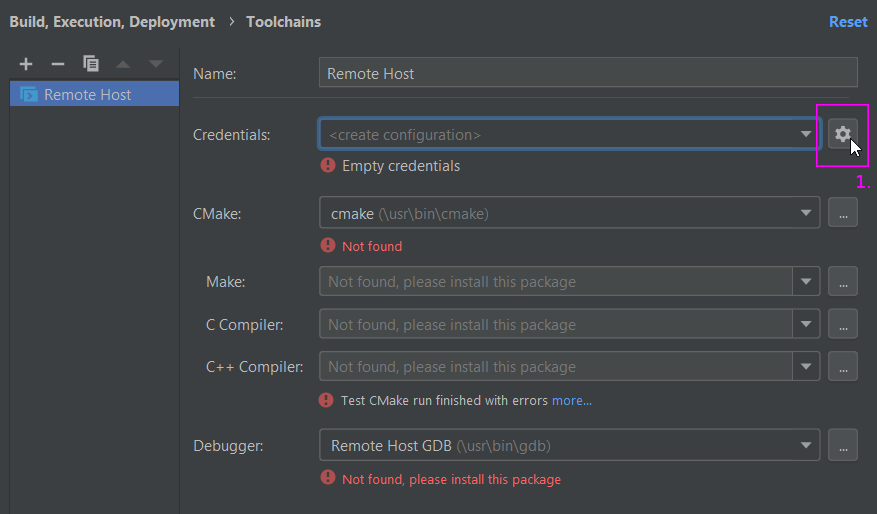 Build, Execution, Deployment › Toolchains Reset
Remote Host
Name: Remote Host
Credentials: <create configuration>
Empty credentials
1.
CMake: cmake (\usr\bin\cmake) ...
Not found
Make: Not found, please install this package ...
C Compiler: Not found, please install this package ...
C++ Compiler: Not found, please install this package ...
Test CMake run finished with errors more...
Debugger: Remote Host GDB (\usr\bin\gdb) ...
Not found, please install this package